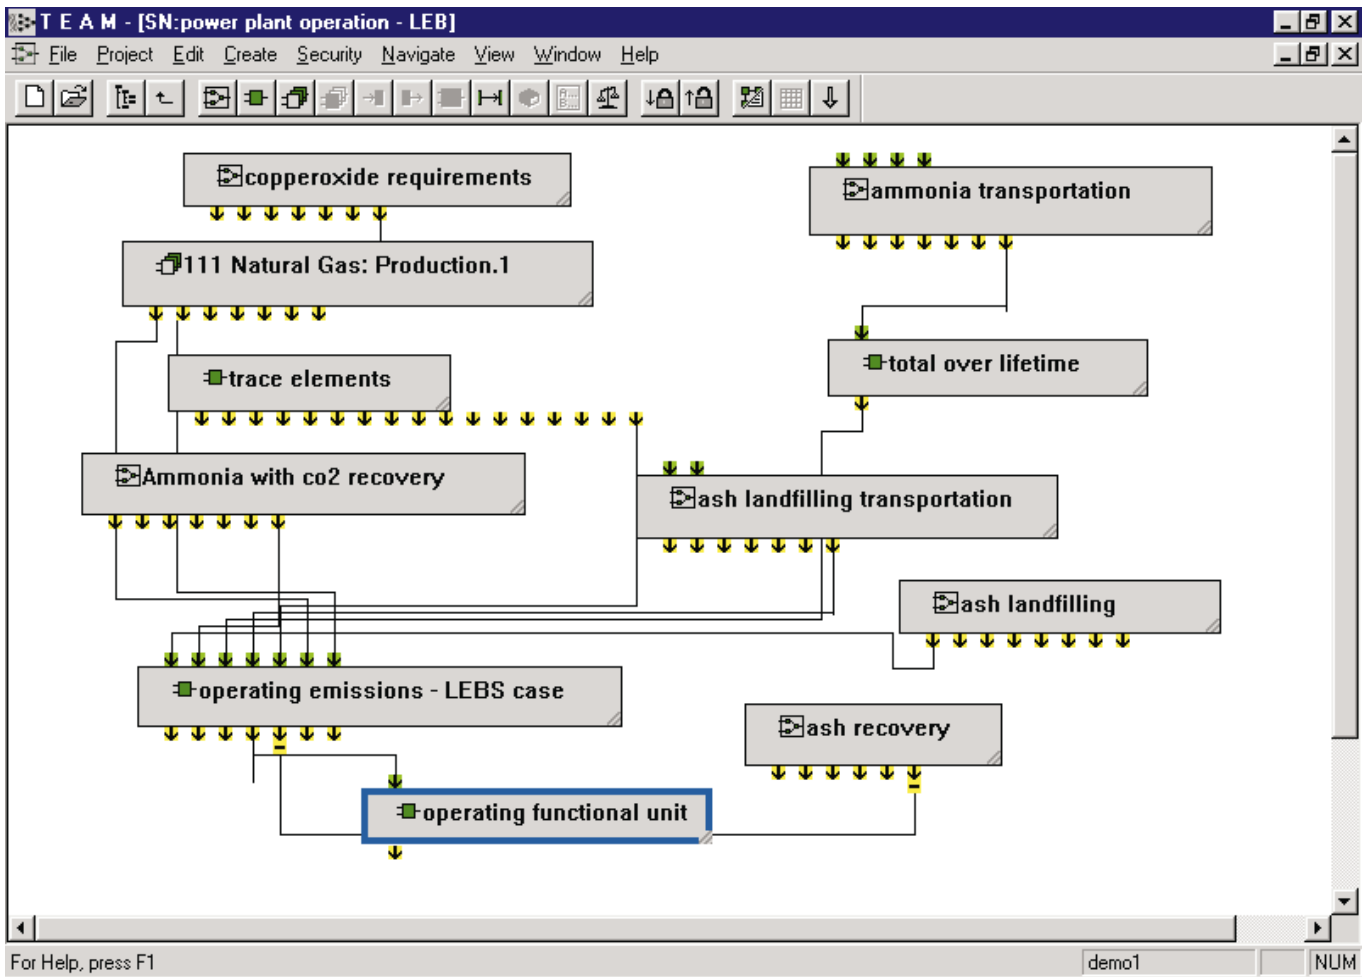 T E A M - [SN:power plant operation - LEB]
File Project Edit Create Security Navigate View Window Help
copperoxide requirements
ammonia transportation
111 Natural Gas: Production.1
total over lifetime
trace elements
Ammonia with co2 recovery
ash landfilling transportation
ash landfilling
operating emissions - LEBS case
ash recovery
operating functional unit
For Help, press F1 demo1 NUM